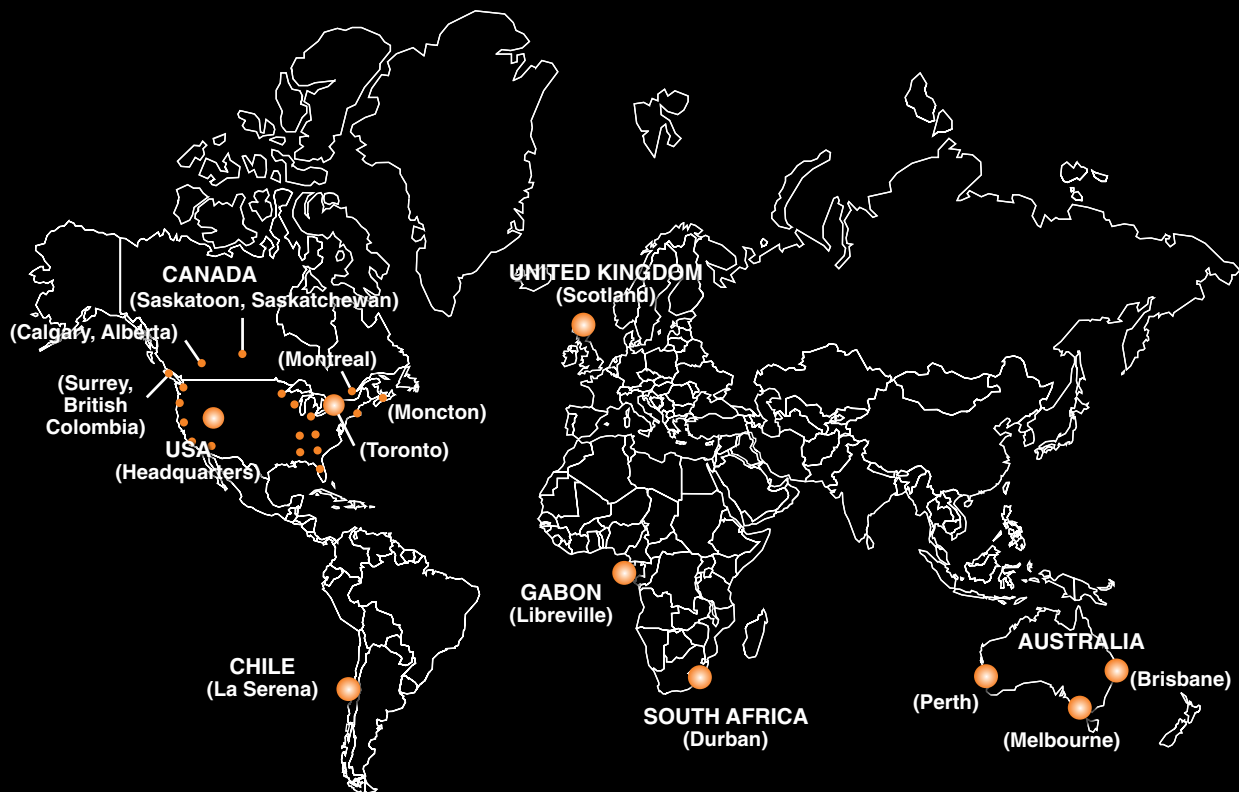 CANADA
(Saskatoon, Saskatchewan)
(Calgary, Alberta)
(Montreal)
(Surrey,
British
Colombia)
(Moncton)
(Toronto)
USA
(Headquarters)
UNITED KINGDOM
(Scotland)
GABON
(Libreville)
CHILE
(La Serena)
SOUTH AFRICA
(Durban)
AUSTRALIA
(Brisbane)
(Perth)
(Melbourne)